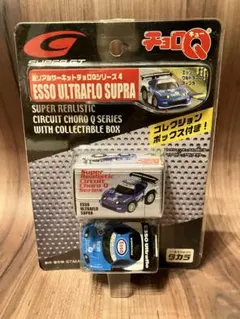 SUPER GT
チョロQ
超リアルサーキットチョロQシリーズ4
ESSO ULTRAFLO SUPRA
SUPER REALISTIC
CIRCUIT CHORO Q SERIES
WITH COLLECTABLE BOX
コレクション
ボックス付き!
Super
Realistic
Circuit
Choro Q
Series
ESSO
ULTRAFLO
SUPRA
Esso
Esso Ultraflo
タカラ